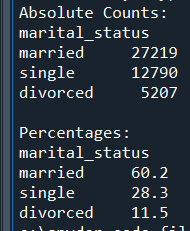 Absolute Counts:
marital_status
married     27219
single      12790
divorced     5207

Percentages:
marital_status
married     60.2
single      28.3
divorced    11.5